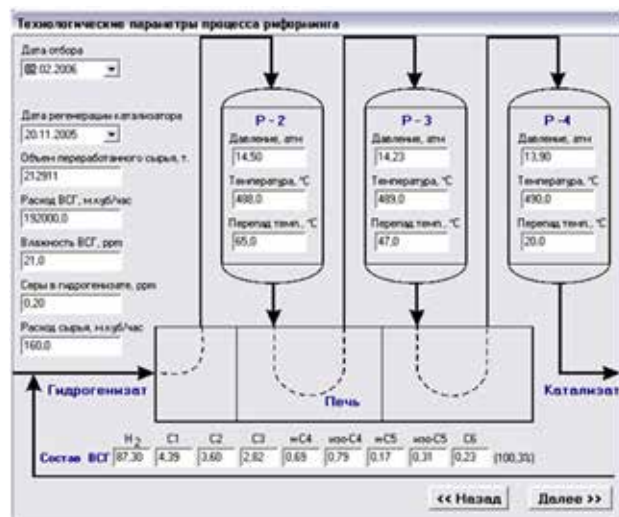 Технологические параметры процесса риформинга
Дата отбора
02.02.2006
Дата регенерации катализатора
20.11.2005
Объем переработанного сырья, т.
212911
Расход ВСГ, м.куб/час
192000,0
Влажность ВСГ, ppm
21,0
Серы в гидрогенизате, ppm
0,20
Расход сырья, м.куб/час
160,0
Р - 2
Давление, атм
14,50
Температура, °С
488,0
Перепад темп., °С
65,0
Р - 3
Давление, атм
14,23
Температура, °С
489,0
Перепад темп., °С
47,0
Р - 4
Давление, атм
13,90
Температура, °С
490,0
Перепад темп., °С
20,0
Гидрогенизат
Печь
Катализат
H2 C1 C2 C3 нC4 изо-C4 нC5 изо-C5 C6
Состав ВСГ 87,30 4,39 3,60 2,82 0,69 0,79 0,17 0,31 0,23 (100,3%)
<< Назад Далее >>